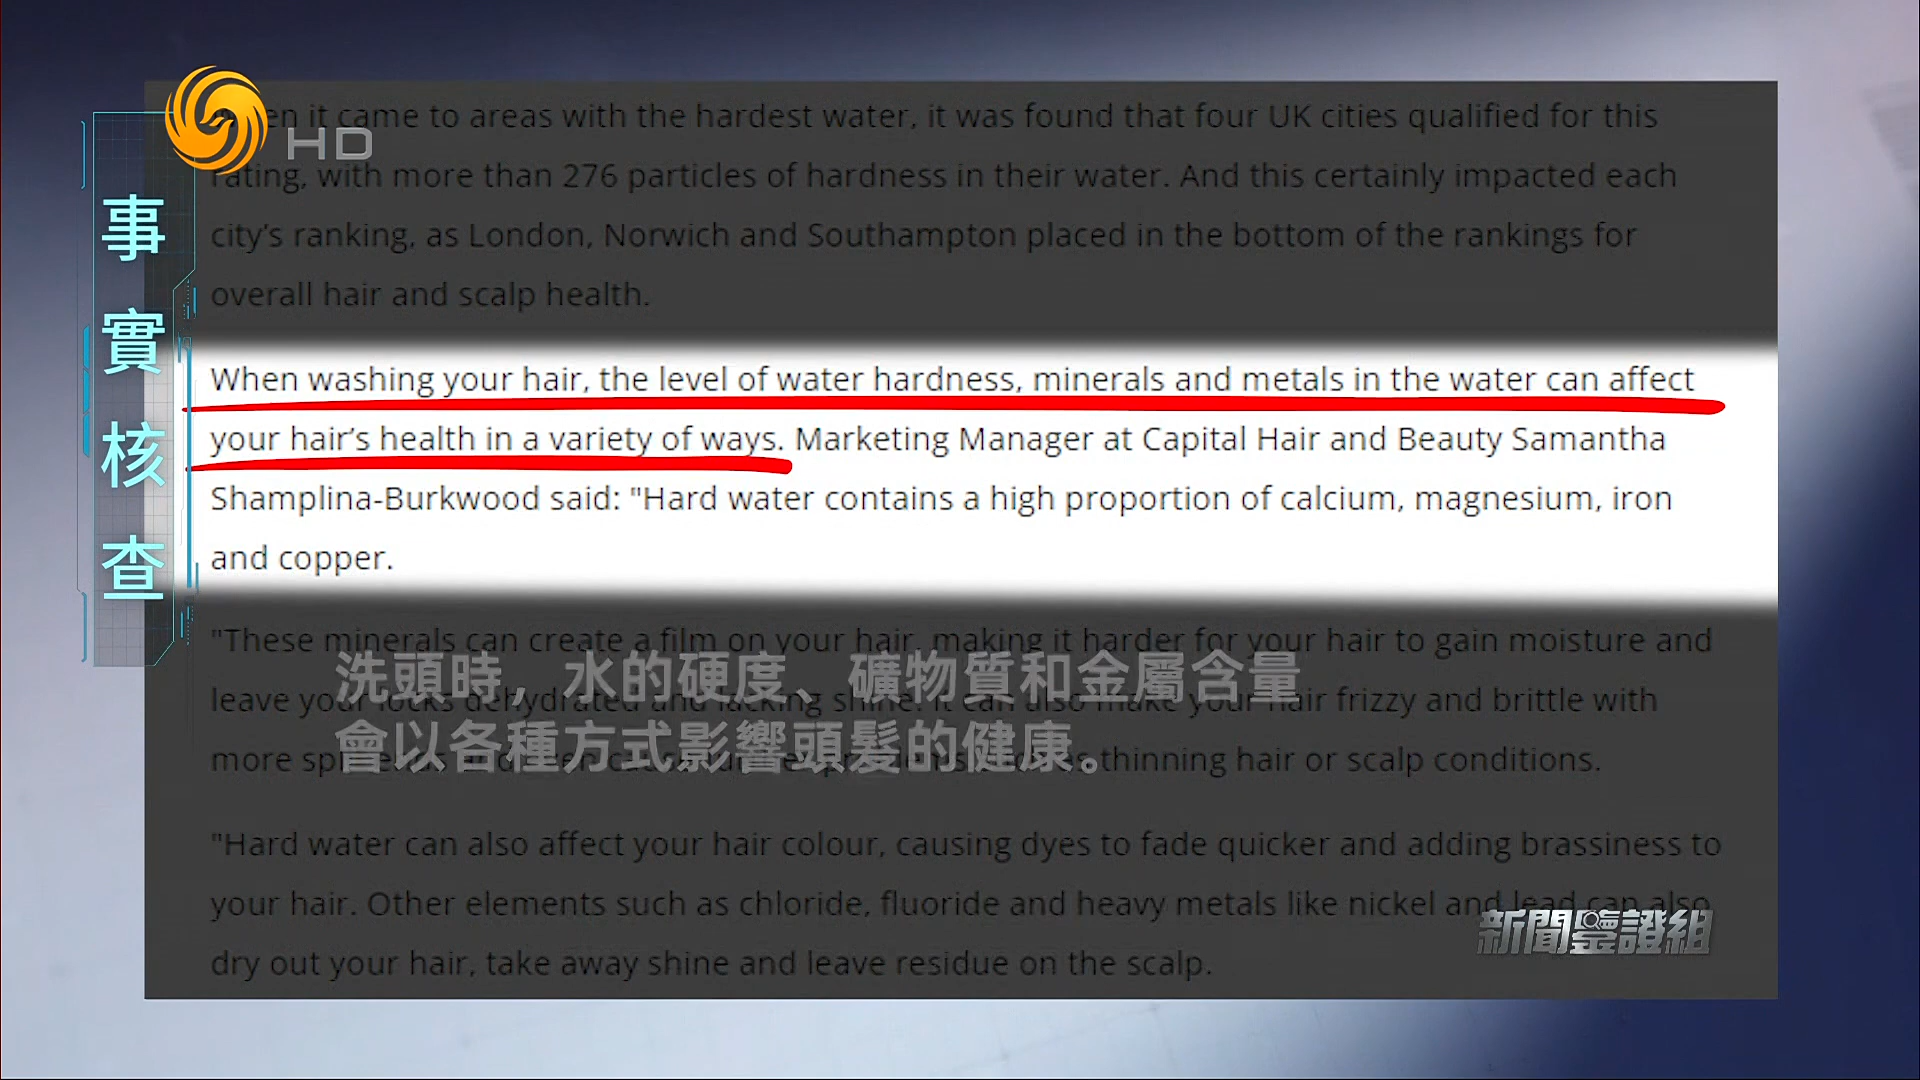 HD
事實核查
it came to areas with the hardest water, it was found that four UK cities qualified for this
rating, with more than 276 particles of hardness in their water. And this certainly impacted each
city's ranking, as London, Norwich and Southampton placed in the bottom of the rankings for
overall hair and scalp health.
When washing your hair, the level of water hardness, minerals and metals in the water can affect
your hair's health in a variety of ways. Marketing Manager at Capital Hair and Beauty Samantha
Shamplina-Burkwood said: "Hard water contains a high proportion of calcium, magnesium, iron
and copper.
"These minerals can create a film on your hair, making it harder for your hair to gain moisture and
leave your locks dehydrated and lacking shine. It can also make your hair frizzy and brittle with
more thinning hair or scalp conditions.
洗頭時，水的硬度、礦物質和金屬含量
會以各種方式影響頭髮的健康。
"Hard water can also affect your hair colour, causing dyes to fade quicker and adding brassiness to
your hair. Other elements such as chloride, fluoride and heavy metals like nickel and lead can also
dry out your hair, take away shine and leave residue on the scalp.
新聞鑒證組